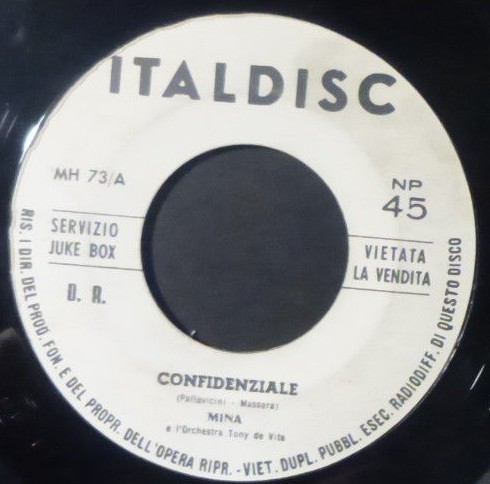 ITALDISC
MH 73/A
NP
45
SERVIZIO
JUKE BOX
VIETATA
LA VENDITA
D. R.
CONFIDENZIALE
(Pallavicini - Massara)
MINA
e l'Orchestra Tony de Vita
RIS. I DIR. DEL PROD. FON. E DEL PROPR. DELL'OPERA RIPR. - VIET. DUPL. PUBBL. ESEC. RADIODIFF. DI QUESTO DISCO